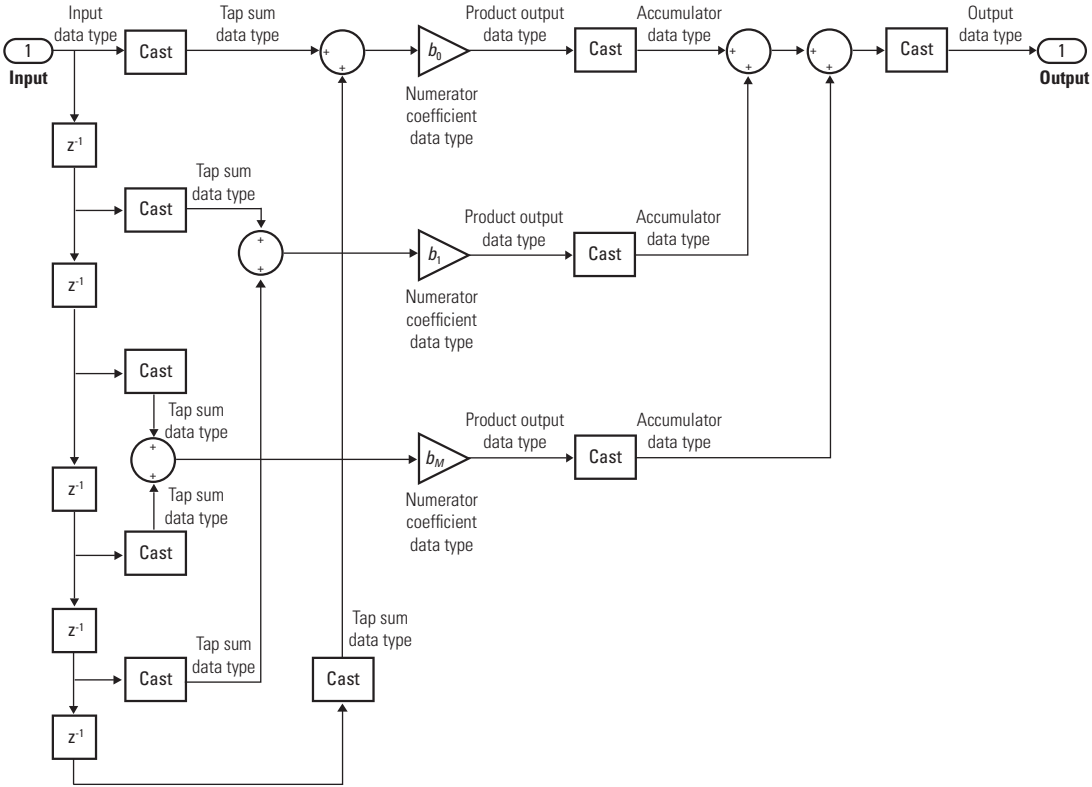 Input
data type
Tap sum
data type
Product output
data type
Accumulator
data type
Output
data type
1
Input
Cast
+
+
b₀
Cast
+
+
+
+
Cast
1
Output
Numerator
coefficient
data type
z⁻¹
Tap sum
data type
Cast
Product output
data type
Accumulator
data type
+
+
b₁
Cast
z⁻¹
Numerator
coefficient
data type
Cast
Tap sum
data type
Product output
data type
Accumulator
data type
+
+
b_M
Cast
z⁻¹
Tap sum
data type
Numerator
coefficient
data type
Cast
z⁻¹
Tap sum
data type
Tap sum
data type
Cast
Cast
z⁻¹